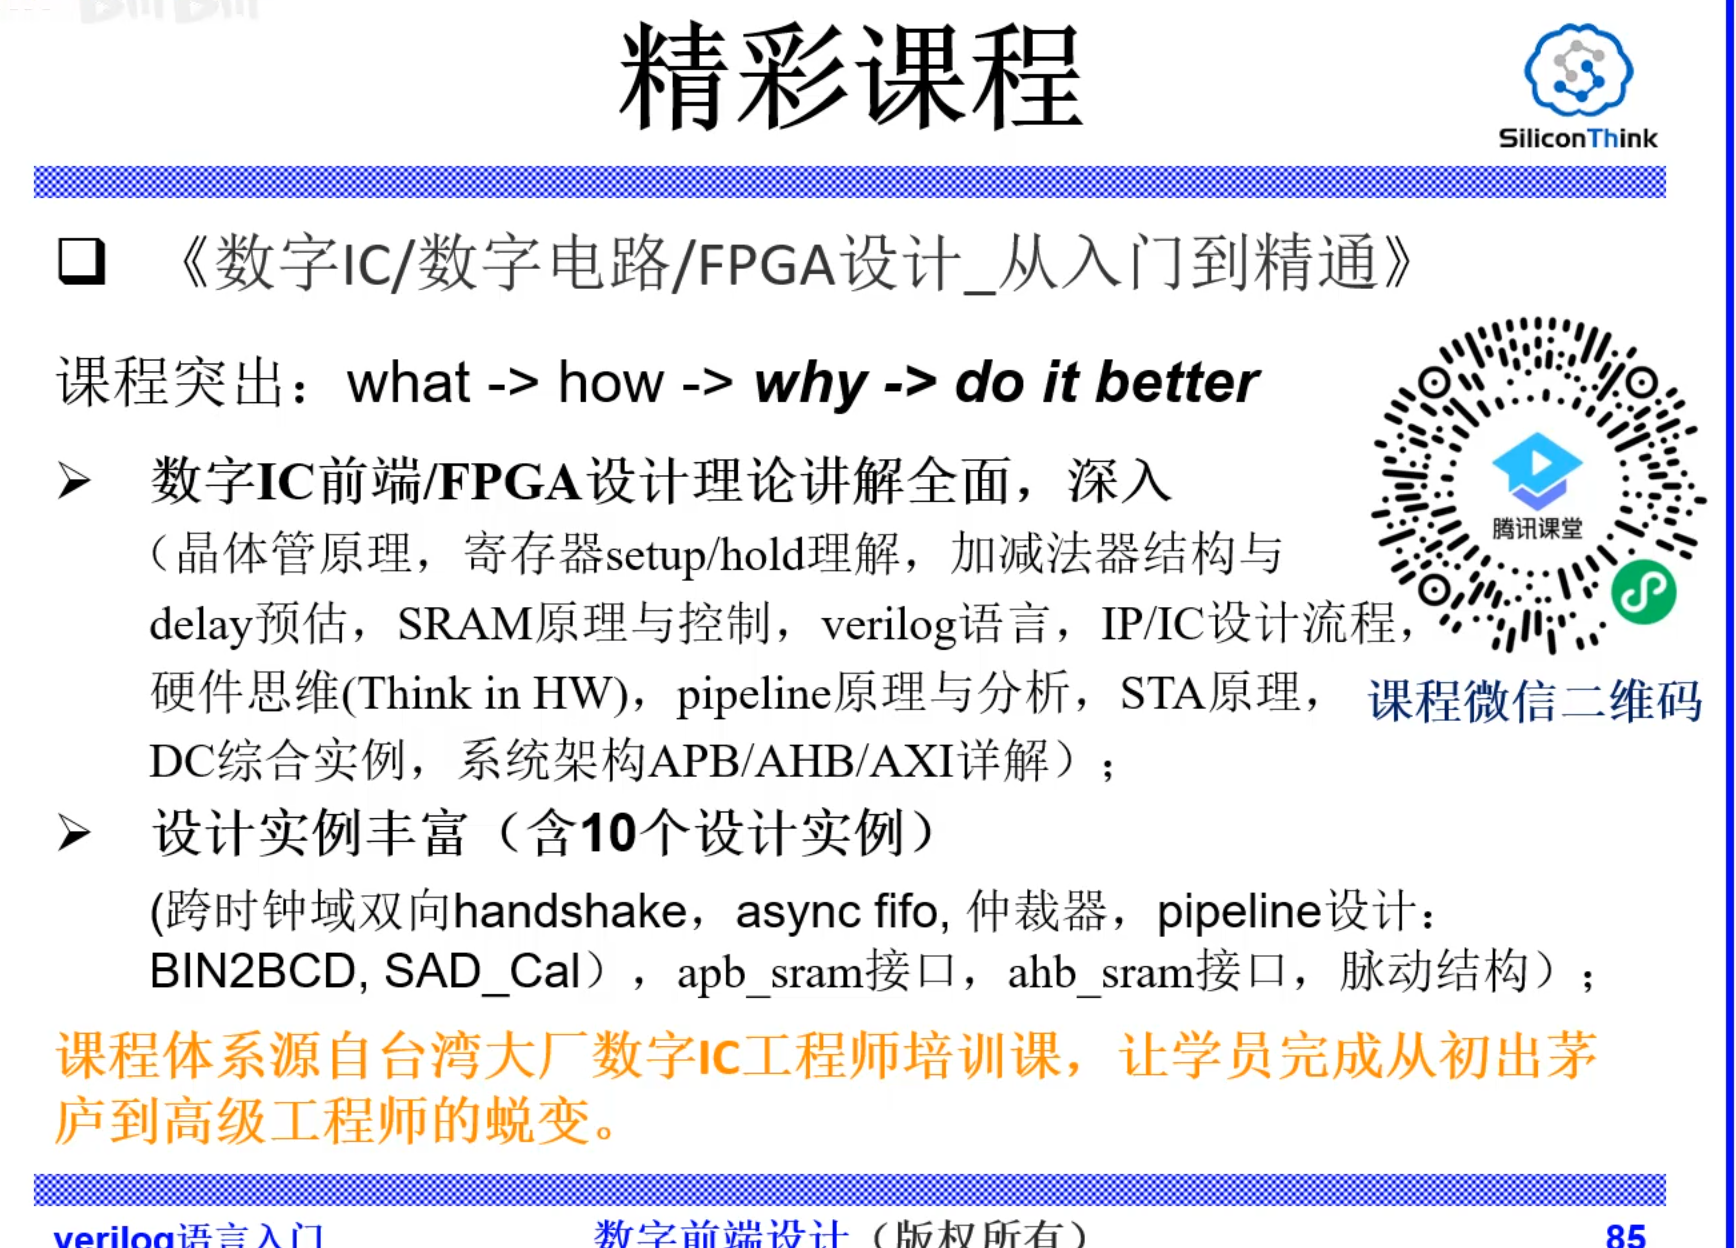 精彩课程
SiliconThink
《数字IC/数字电路/FPGA设计_从入门到精通》
课程突出：what -> how -> why -> do it better
数字IC前端/FPGA设计理论讲解全面，深入
（晶体管原理，寄存器setup/hold理解，加减法器结构与
delay预估，SRAM原理与控制，verilog语言，IP/IC设计流程，
硬件思维(Think in HW)，pipeline原理与分析，STA原理，
DC综合实例，系统架构APB/AHB/AXI详解）；
腾讯课堂
课程微信二维码
设计实例丰富（含10个设计实例）
(跨时钟域双向handshake，async fifo, 仲裁器，pipeline设计：
BIN2BCD, SAD_Cal），apb_sram接口，ahb_sram接口，脉动结构）；
课程体系源自台湾大厂数字IC工程师培训课，让学员完成从初出茅
庐到高级工程师的蜕变。
verilog语言入门
数字前端设计（版权所有）
85